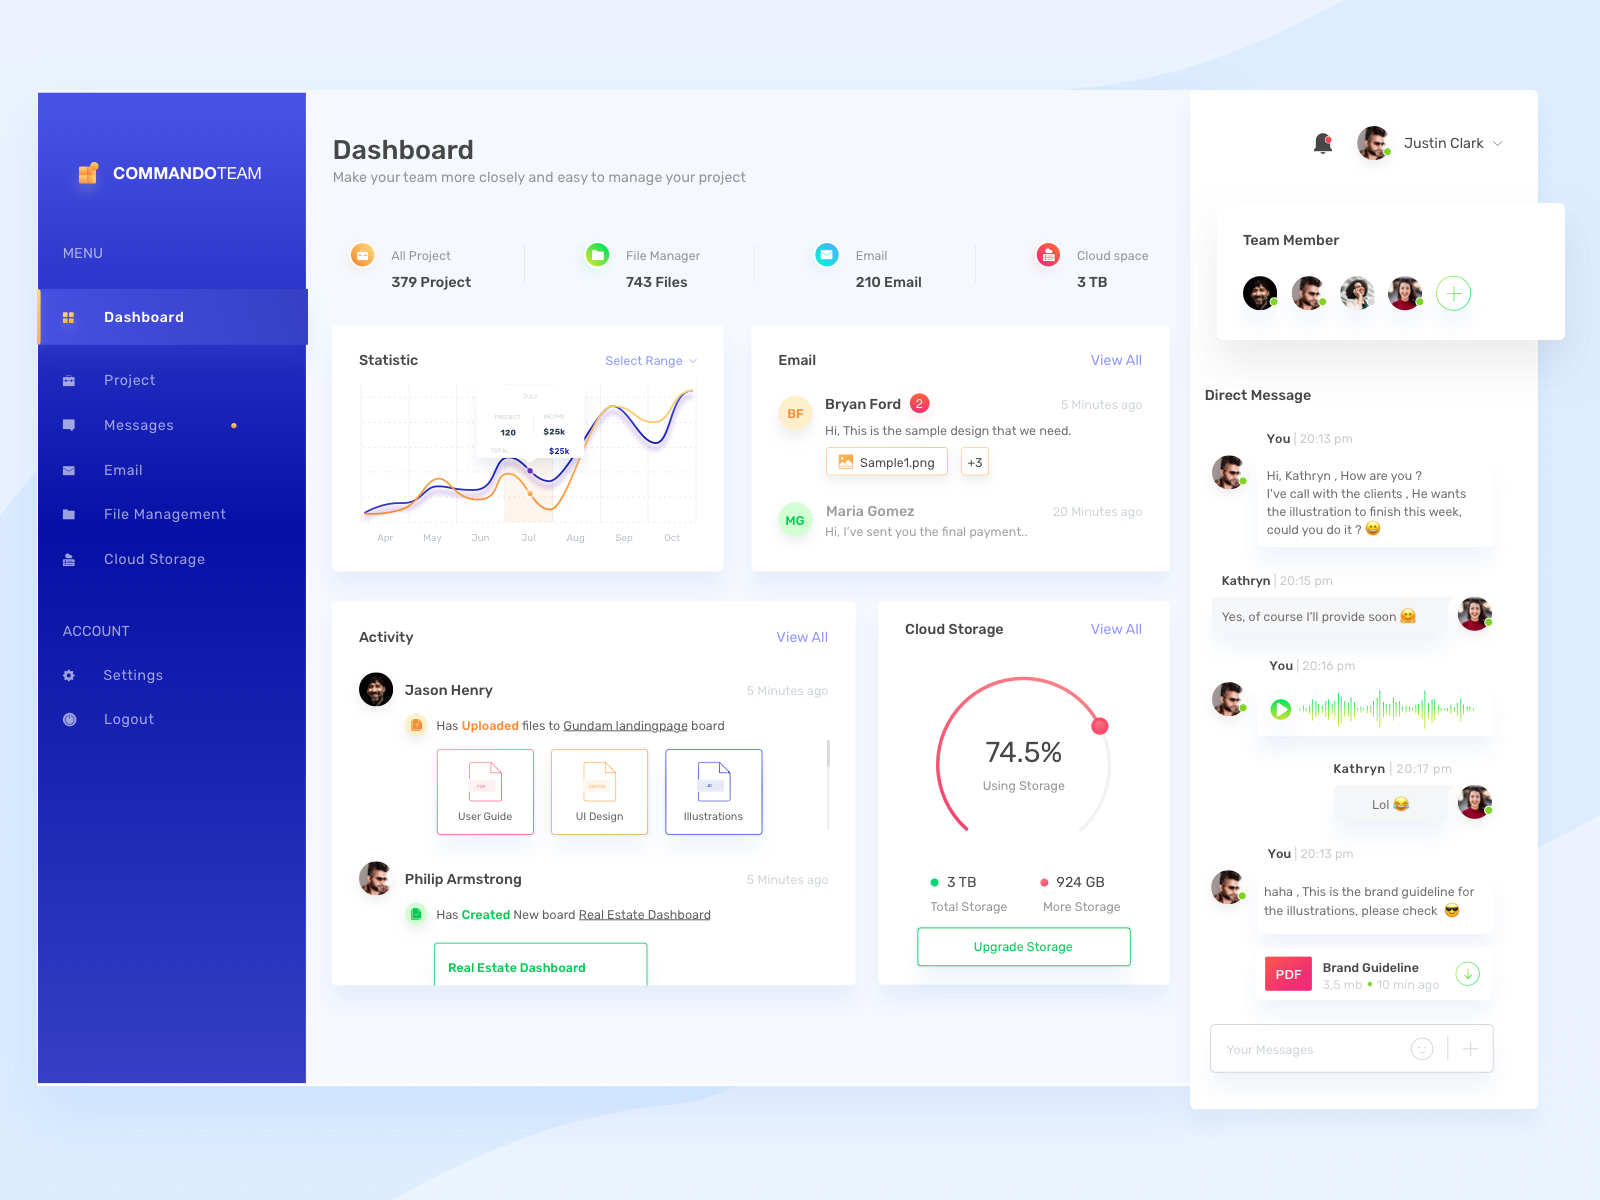 COMMANDOTEAM
MENU
Dashboard
Project
Messages
Email
File Management
Cloud Storage
ACCOUNT
Settings
Logout
Dashboard
Make your team more closely and easy to manage your project
All Project
379 Project
File Manager
743 Files
Email
210 Email
Cloud space
3 TB
Statistic
Select Range
JULY
PROJECT
INCOME
120
$25k
TOTAL
$25k
Apr May Jun Jul Aug Sep Oct
Email
View All
BF
Bryan Ford 2
5 Minutes ago
Hi, This is the sample design that we need.
Sample1.png
+3
MG
Maria Gomez
20 Minutes ago
Hi, I've sent you the final payment..
Activity
View All
Jason Henry
5 Minutes ago
Has Uploaded files to Gundam landingpage board
PDF
User Guide
SKETCH
UI Design
Illustrations
Philip Armstrong
5 Minutes ago
Has Created New board Real Estate Dashboard
Real Estate Dashboard
Cloud Storage
View All
74.5%
Using Storage
3 TB
Total Storage
924 GB
More Storage
Upgrade Storage
Justin Clark
Team Member
Direct Message
You | 20:13 pm
Hi, Kathryn , How are you ?
I've call with the clients , He wants
the illustration to finish this week,
could you do it ? 😄
Kathryn | 20:15 pm
Yes, of course I'll provide soon 🤗
You | 20:16 pm
Kathryn | 20:17 pm
Lol 😂
You | 20:13 pm
haha , This is the brand guideline for
the illustrations, please check 😎
PDF
Brand Guideline
3,5 mb • 10 min ago
Your Messages